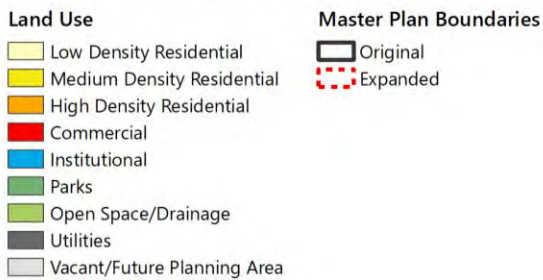 Land Use
Low Density Residential
Medium Density Residential
High Density Residential
Commercial
Institutional
Parks
Open Space/Drainage
Utilities
Vacant/Future Planning Area
Master Plan Boundaries
Original
Expanded